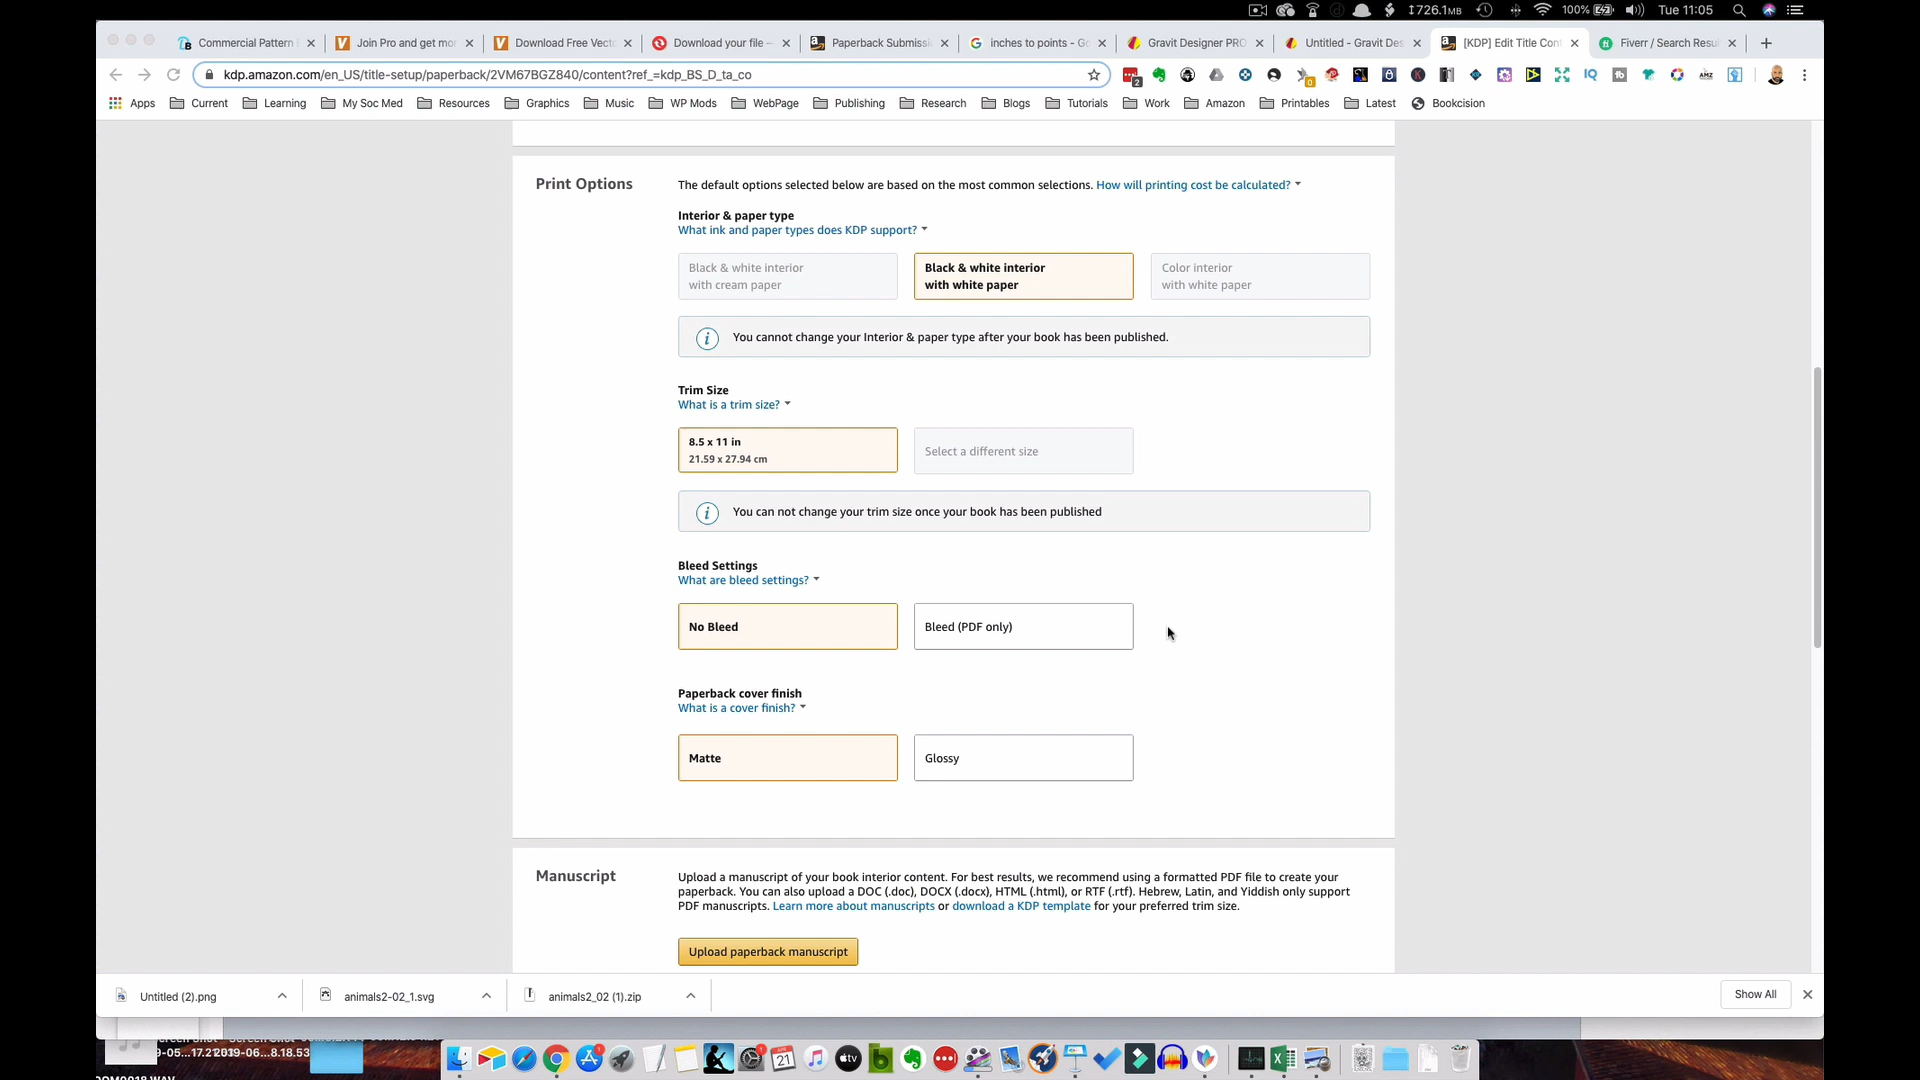 ↕726.1MB 100% Tue 11:05
Commercial Pattern
Join Pro and get mor
Download Free Vecto
Download your file –
Paperback Submissi
inches to points - Go
Gravit Designer PRO
Untitled - Gravit Des
[KDP] Edit Title Cont
Fiverr / Search Resu
kdp.amazon.com/en_US/title-setup/paperback/2VM67BGZ840/content?ref_=kdp_BS_D_ta_co
Apps Current Learning My Soc Med Resources Graphics Music WP Mods WebPage Publishing Research Blogs Tutorials Work Amazon Printables Latest Bookcision
Print Options
The default options selected below are based on the most common selections. How will printing cost be calculated?
Interior & paper type
What ink and paper types does KDP support?
Black & white interior
with cream paper
Black & white interior
with white paper
Color interior
with white paper
You cannot change your Interior & paper type after your book has been published.
Trim Size
What is a trim size?
8.5 x 11 in
21.59 x 27.94 cm
Select a different size
You can not change your trim size once your book has been published
Bleed Settings
What are bleed settings?
No Bleed
Bleed (PDF only)
Paperback cover finish
What is a cover finish?
Matte
Glossy
Manuscript
Upload a manuscript of your book interior content. For best results, we recommend using a formatted PDF file to create your
paperback. You can also upload a DOC (.doc), DOCX (.docx), HTML (.html), or RTF (.rtf). Hebrew, Latin, and Yiddish only support
PDF manuscripts. Learn more about manuscripts or download a KDP template for your preferred trim size.
Upload paperback manuscript
Untitled (2).png
animals2-02_1.svg
animals2_02 (1).zip
Show All